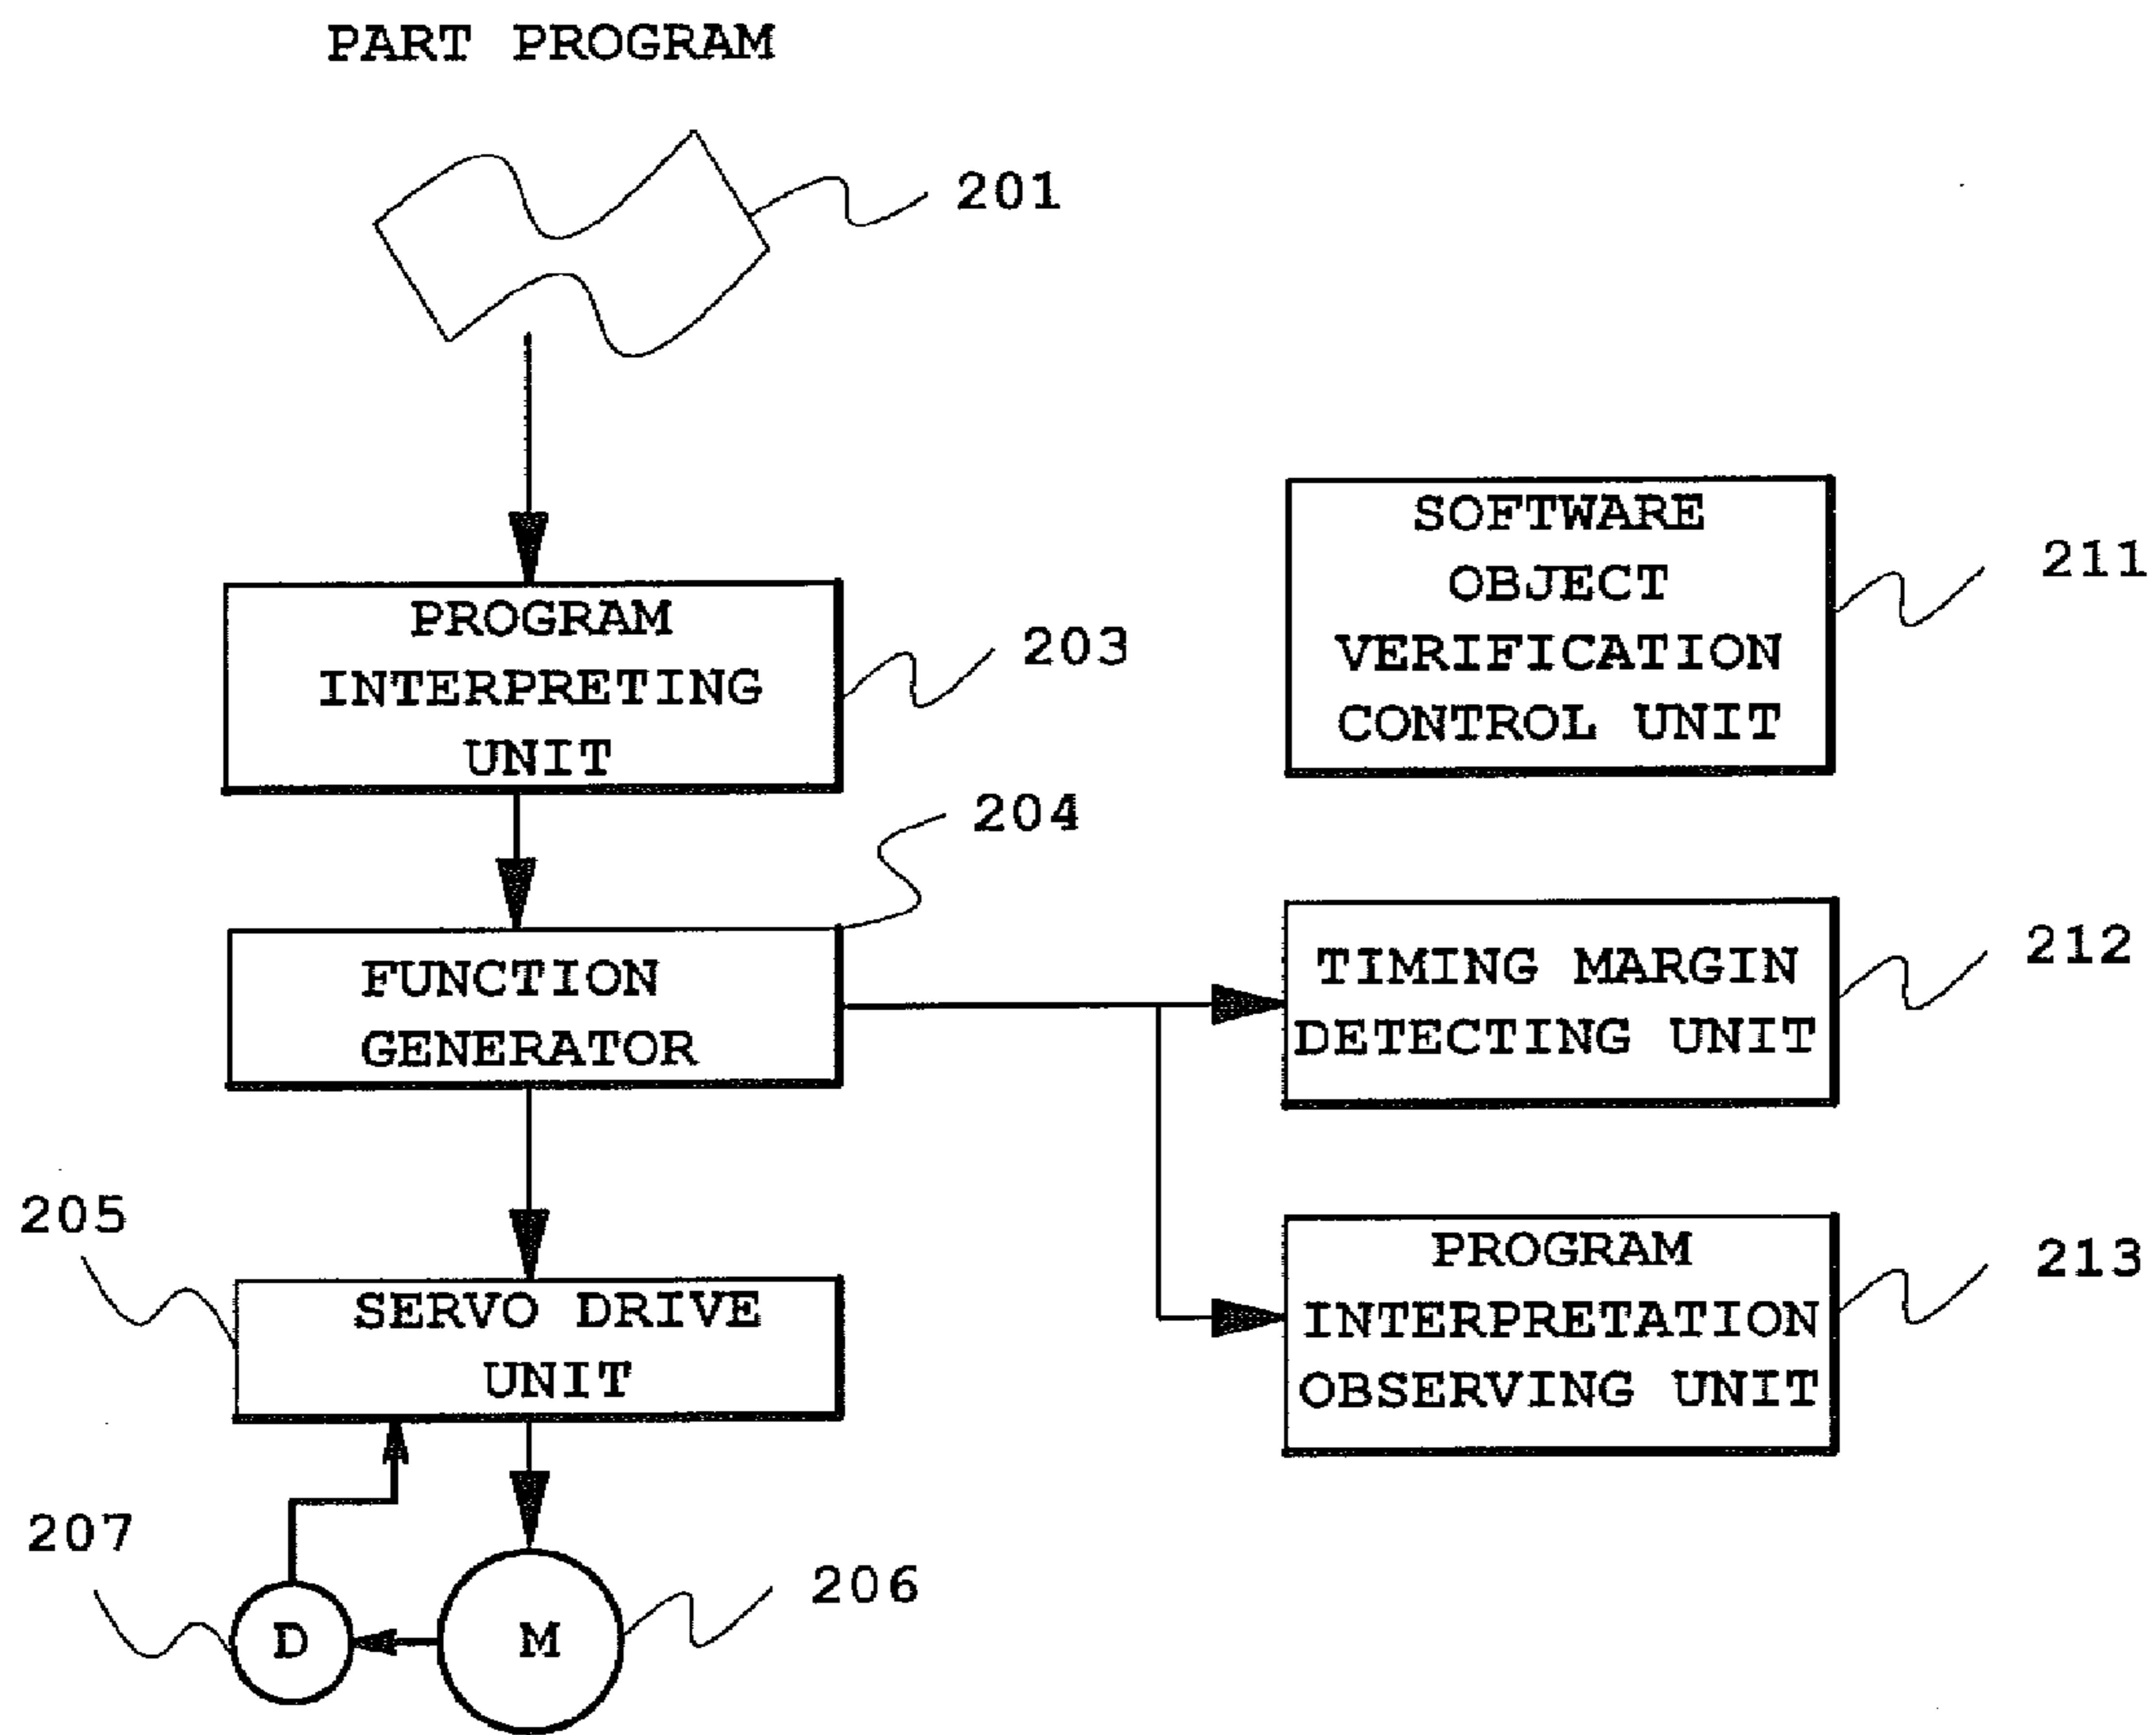 PART PROGRAM
201
SOFTWARE
OBJECT
VERIFICATION
CONTROL UNIT
211
PROGRAM
INTERPRETING
UNIT
203
204
FUNCTION
GENERATOR
TIMING MARGIN
DETECTING UNIT
212
205
SERVO DRIVE
UNIT
PROGRAM
INTERPRETATION
OBSERVING UNIT
213
207
D
M
206